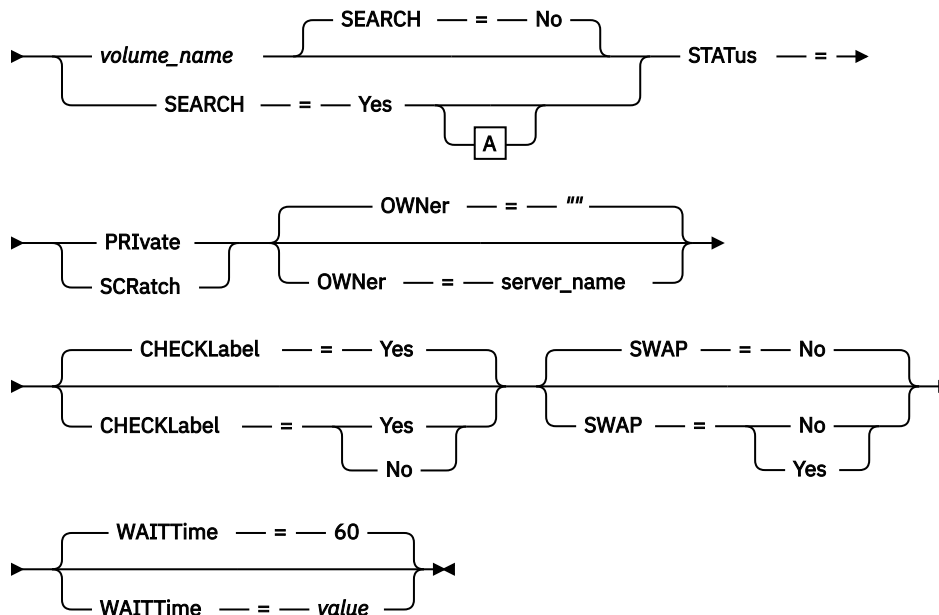 SEARCH = No
volume_name STATus =
SEARCH = Yes
A
PRIvate OWNer = ""
SCRatch OWNer = server_name
CHECKLabel = Yes SWAP = No
CHECKLabel = Yes SWAP = No
No Yes
WAITTime = 60
WAITTime = value